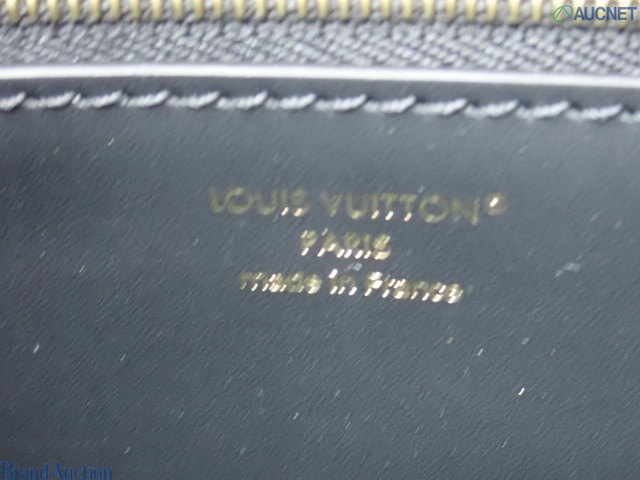 AUCNET
LOUIS VUITTON®
PARIS
made in France
Brand Auction